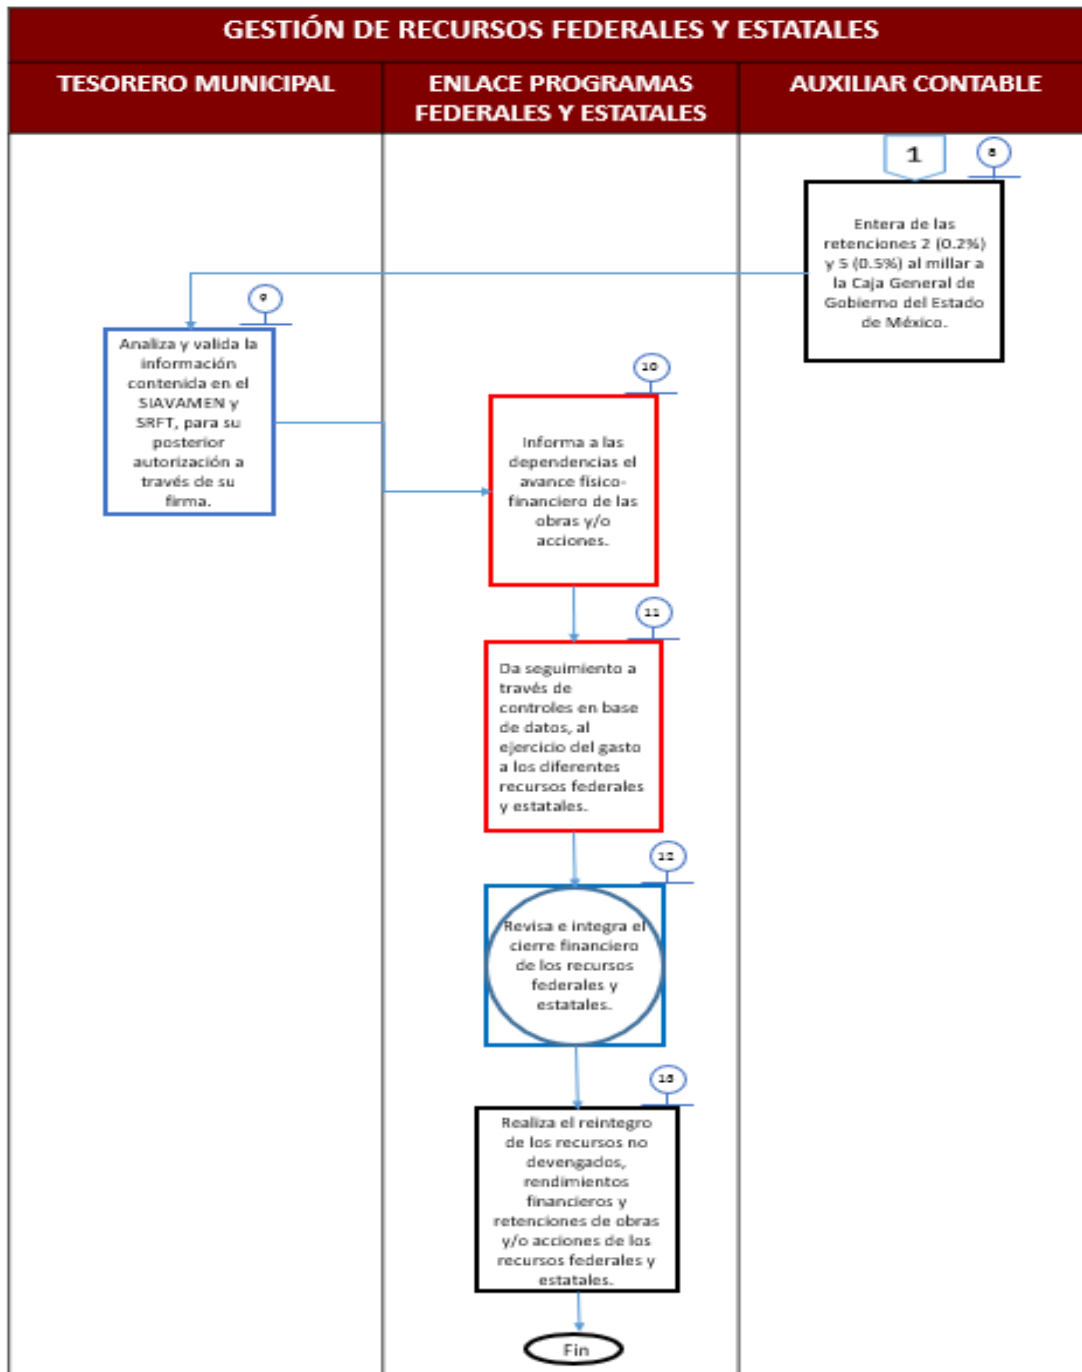 GESTIÓN DE RECURSOS FEDERALES Y ESTATALES
TESORERO MUNICIPAL
ENLACE PROGRAMAS
FEDERALES Y ESTATALES
AUXILIAR CONTABLE
1
8
Entera de las
retenciones 2 (0.2%)
y 5 (0.5%) al millar a
la Caja General de
Gobierno del Estado
de México.
9
Analiza y valida la
información
contenida en el
SIAVAMEN y
SRFT, para su
posterior
autorización a
través de su
firma.
10
Informa a las
dependencias el
avance físico-
financiero de las
obras y/o
acciones.
11
Da seguimiento a
través de
controles en base
de datos, al
ejercicio del gasto
a los diferentes
recursos federales
y estatales.
12
Revisa e integra el
cierre financiero
de los recursos
federales y
estatales.
13
Realiza el reintegro
de los recursos no
devengados,
rendimientos
financieros y
retenciones de obras
y/o acciones de los
recursos federales y
estatales.
Fin